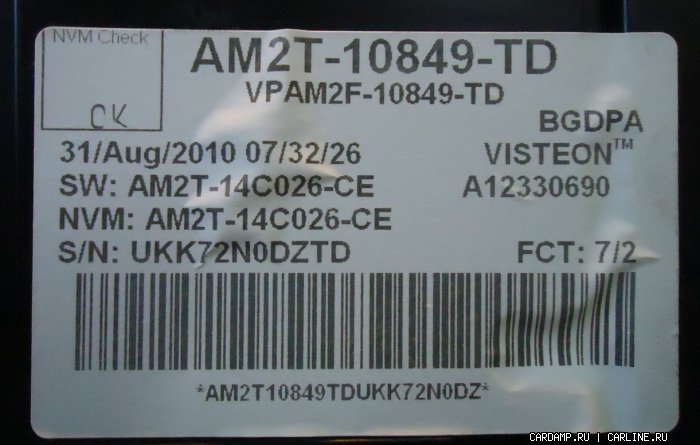 NVM Check
CK
AM2T-10849-TD
VPAM2F-10849-TD
BGDPA
31/Aug/2010 07/32/26
VISTEON™
SW: AM2T-14C026-CE
A12330690
NVM: AM2T-14C026-CE
S/N: UKK72N0DZTD
FCT: 7/2
*AM2T10849TDUKK72N0DZ*
CARDAMP.RU | CARLINE.RU